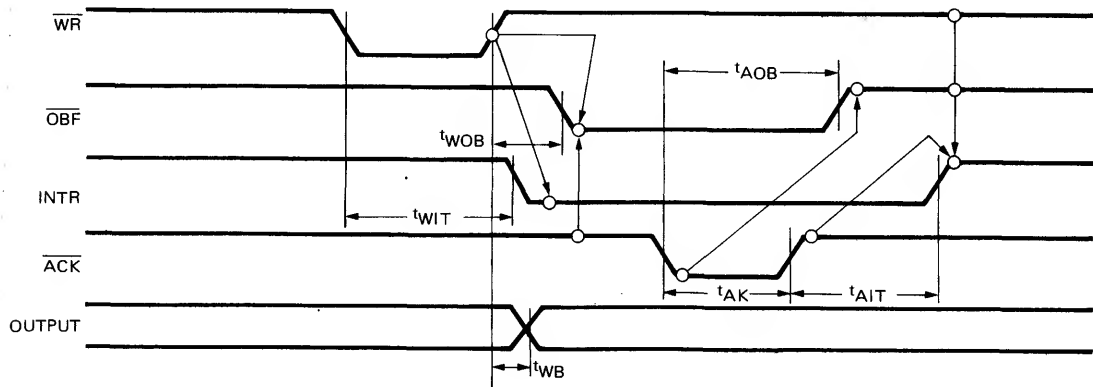 WR
tAOB
OBF
tWOB
INTR
tWIT
ACK
tAK
tAIT
OUTPUT
tWB